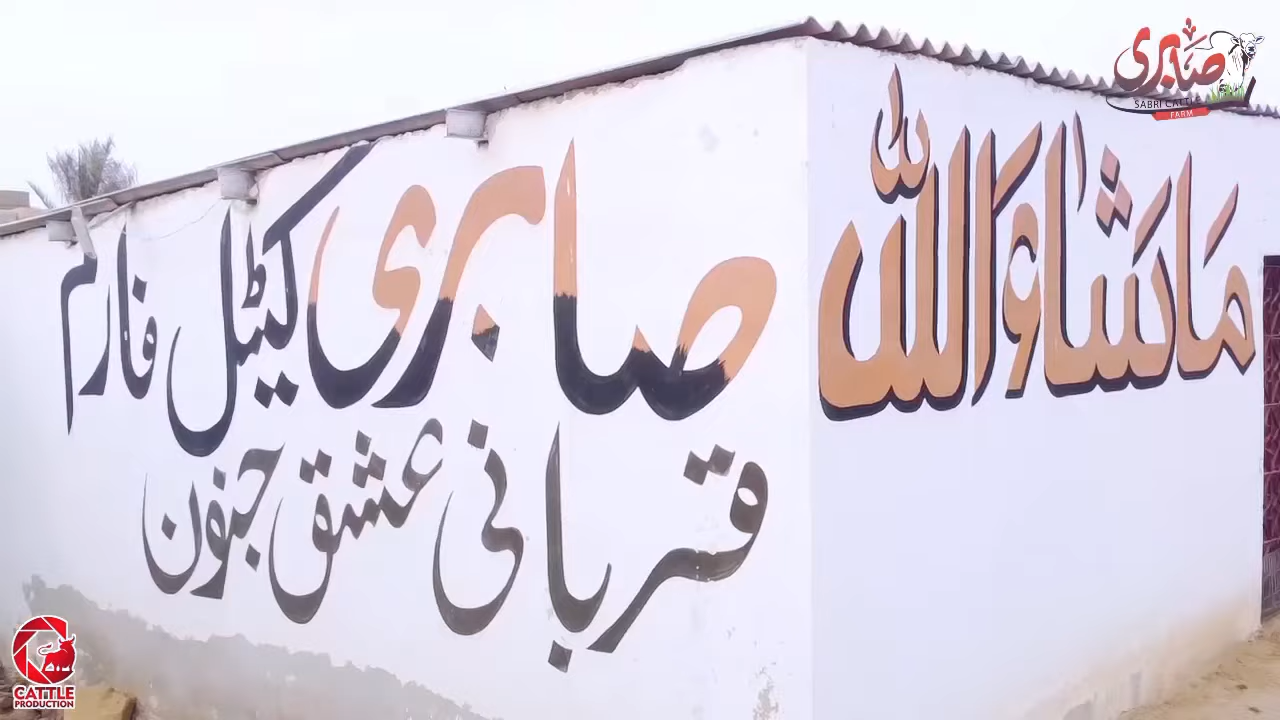 صابری کیٹل فارم
قربانی عشق جنون
ماشاءاللہ
صابری
SABRI CATTLE
FARM
CATTLE
PRODUCTION